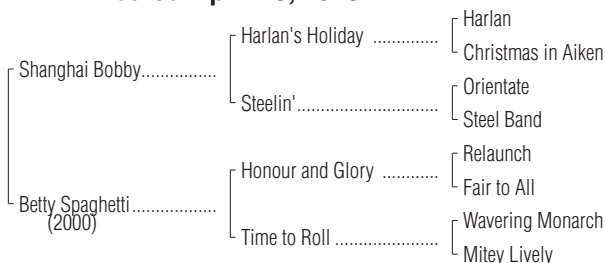 Harlan
Harlan's Holiday ..............
Christmas in Aiken
Shanghai Bobby................
Orientate
Steelin'..............................
Steel Band
Relaunch
Honour and Glory ............
Fair to All
Betty Spaghetti..................
(2000)
Wavering Monarch
Time to Roll ......................
Mitey Lively